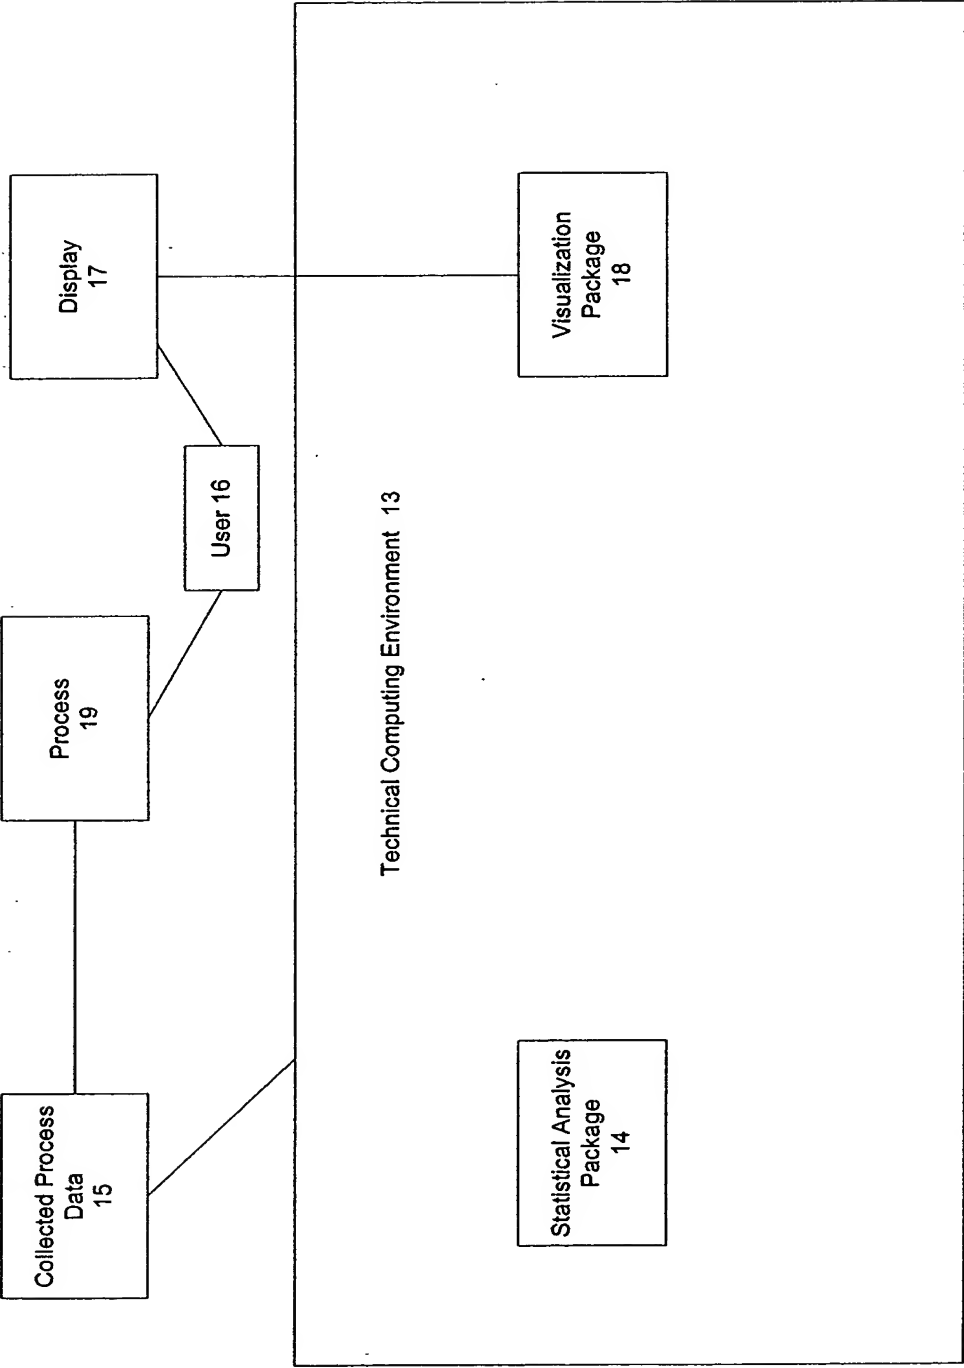 Collected Process
Data
15
Process
19
User 16
Display
17
Technical Computing Environment 13
Statistical Analysis
Package
14
Visualization
Package
18